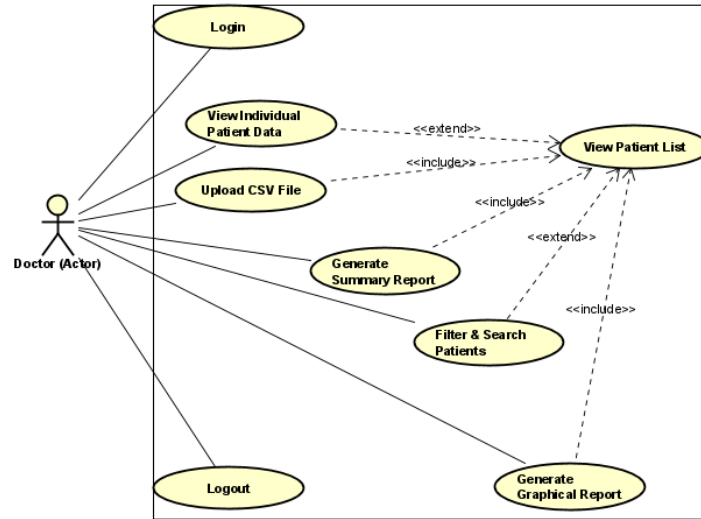 Login
View Individual
Patient Data
<<extend>>
View Patient List
<<include>>
Upload CSV File
<<include>>
Doctor (Actor)
<<extend>>
Generate
Summary Report
<<include>>
Filter & Search
Patients
Logout
Generate
Graphical Report